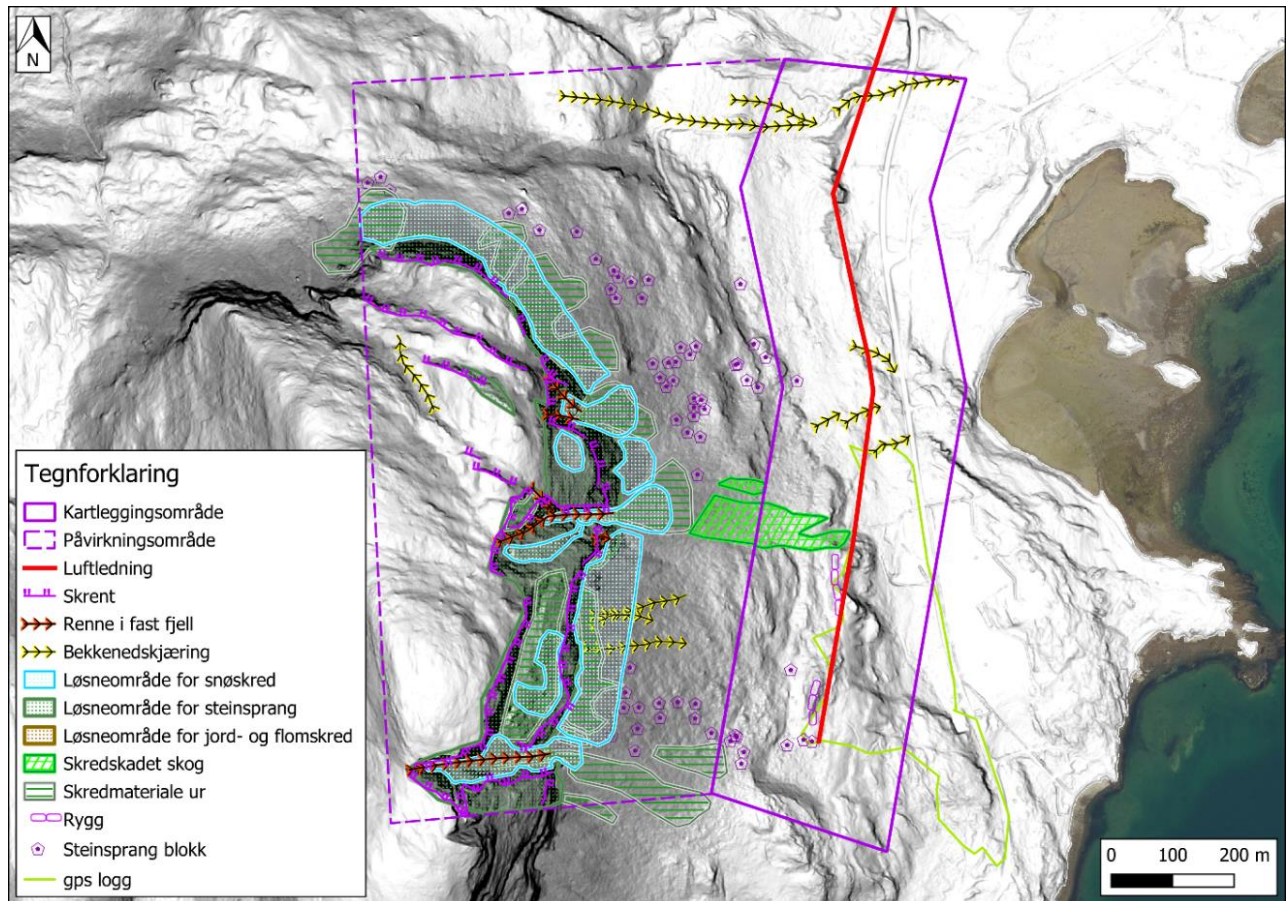 N
Tegnforklaring
Kartleggingsområde
Påvirkningsområde
Luftledning
Skrent
Renne i fast fjell
Bekkenedskjæring
Løsneområde for snøskred
Løsneområde for steinsprang
Løsneområde for jord- og flomskred
Skredskadet skog
Skredmateriale ur
Rygg
Steinsprang blokk
gps logg
0 100 200 m